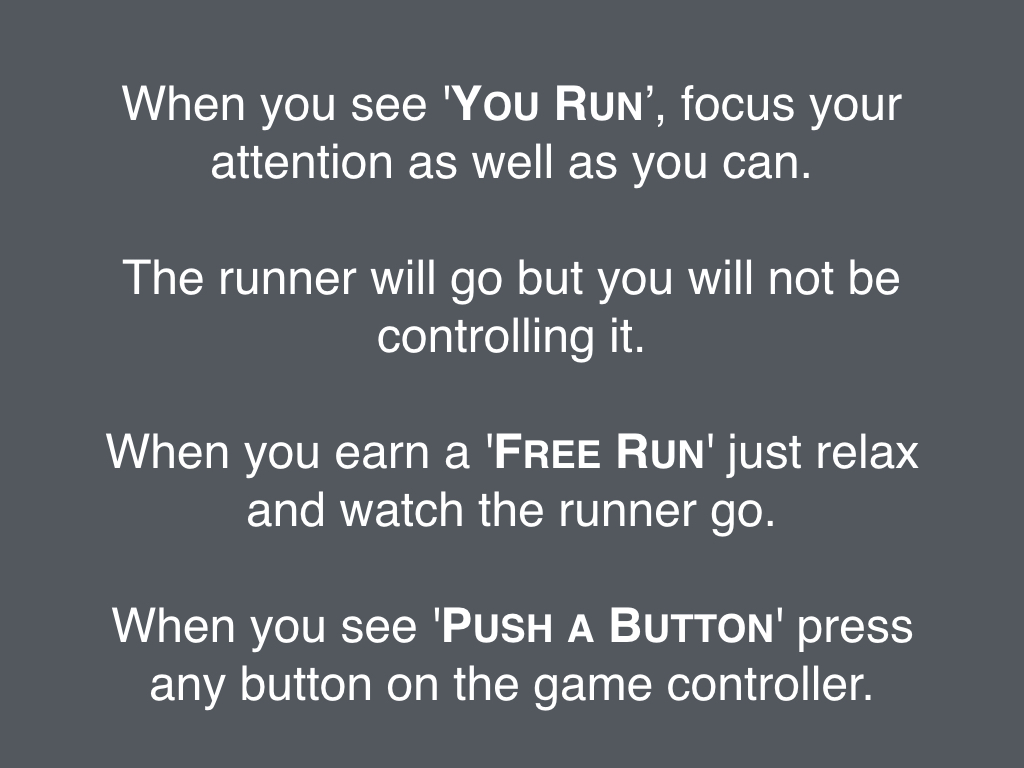 When you see 'You Run’, focus your
attention as well as you can.
The runner will go but you will not be
controlling it.
When you earn a 'Free Run' just relax
and watch the runner go.
When you see 'Push a Button' press
any button on the game controller.